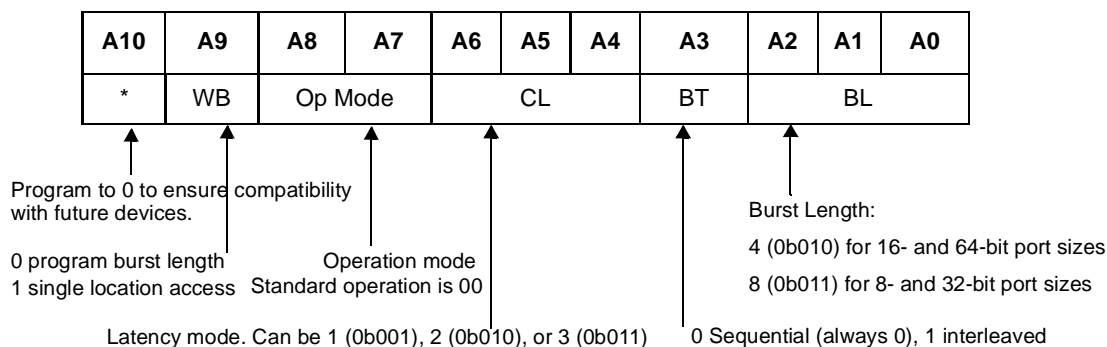 A10 A9 A8 A7 A6 A5 A4 A3 A2 A1 A0
* WB Op Mode CL BT BL
Program to 0 to ensure compatibility
with future devices.
0 program burst length
1 single location access
Operation mode
Standard operation is 00
Burst Length:
4 (0b010) for 16- and 64-bit port sizes
8 (0b011) for 8- and 32-bit port sizes
Latency mode. Can be 1 (0b001), 2 (0b010), or 3 (0b011)
0 Sequential (always 0), 1 interleaved